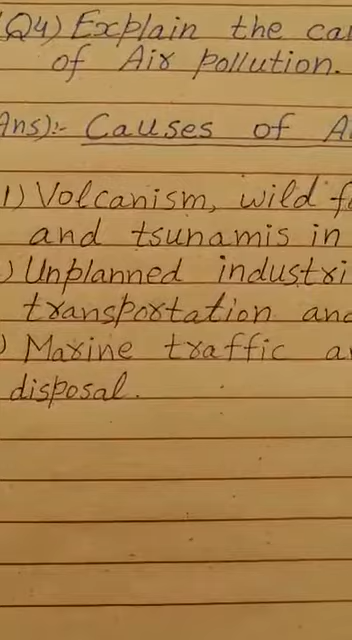 Q4) Explain the cau
of Air pollution.
Ans):- Causes of A
1) Volcanism, wild f
and tsunamis in
) Unplanned industri
transportation and
) Marine traffic a
disposal.